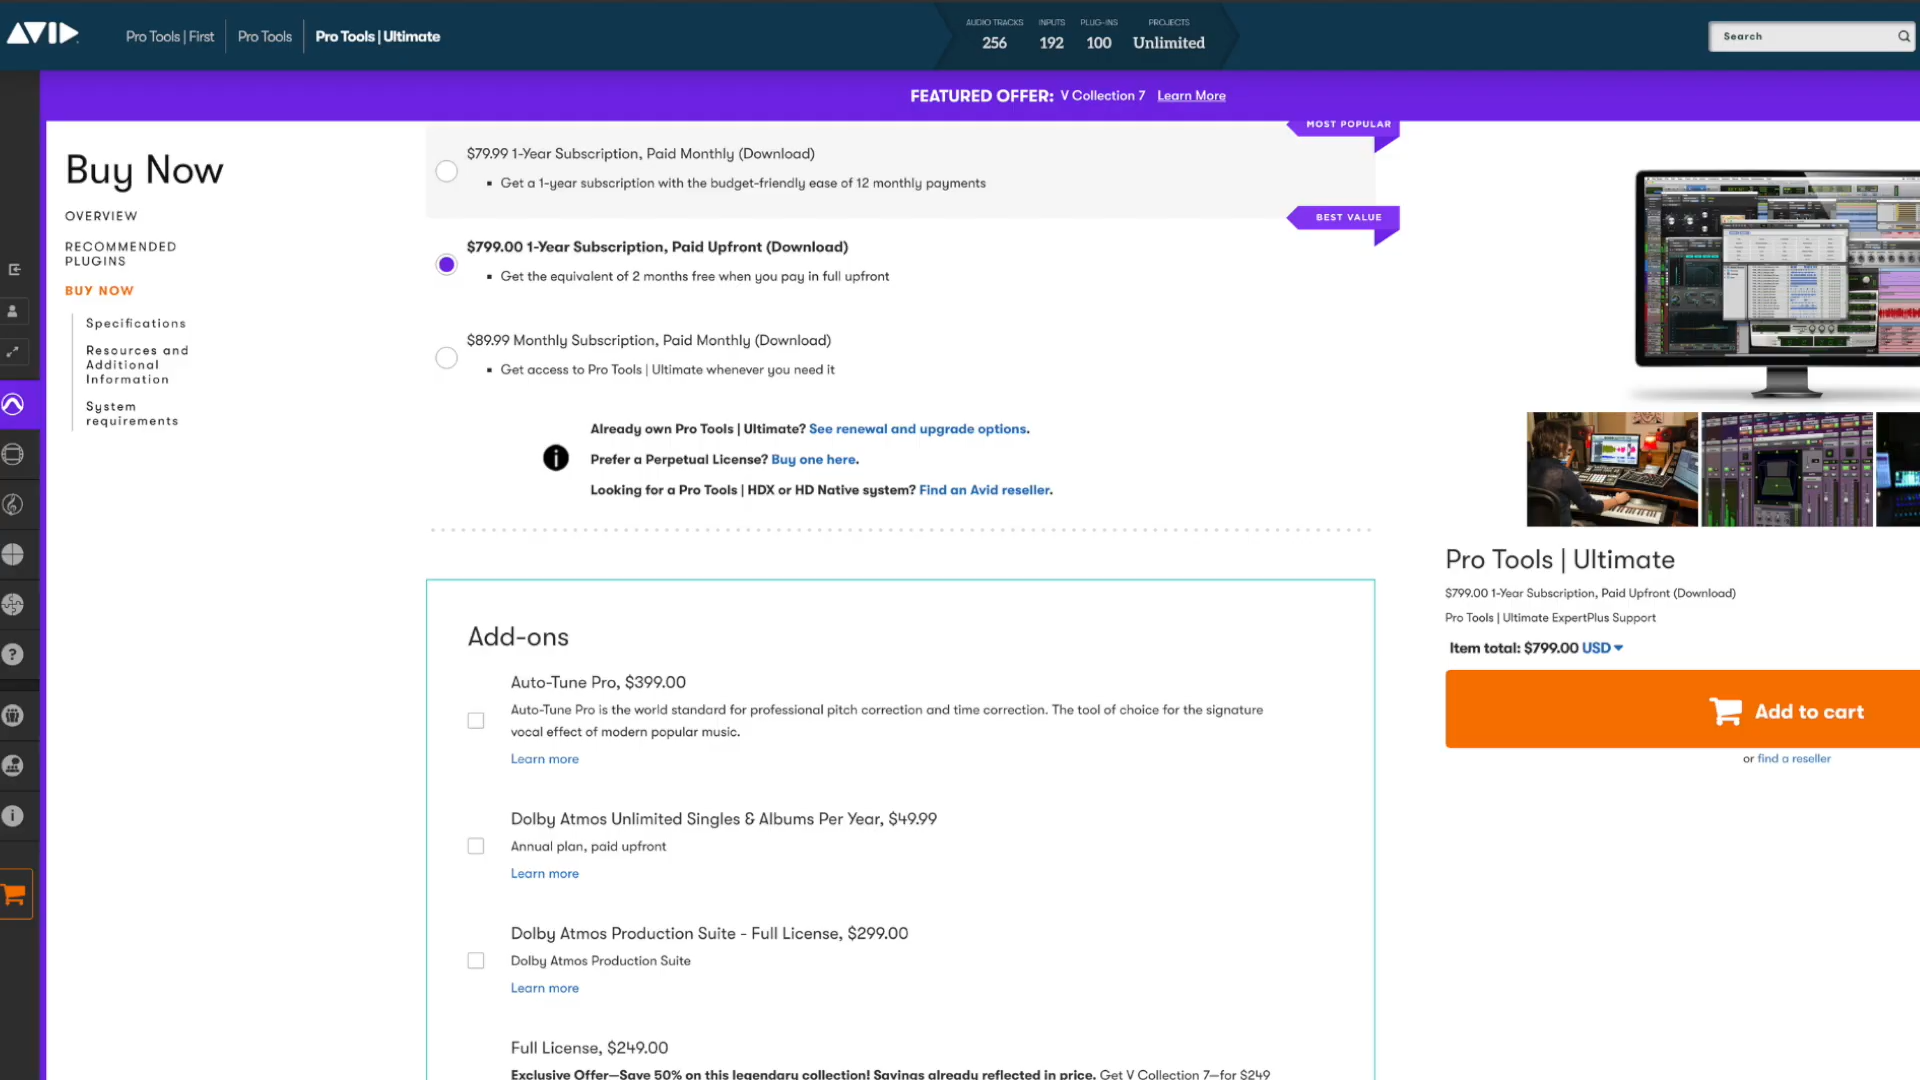 AVID
Pro Tools | First
Pro Tools
Pro Tools | Ultimate
AUDIO TRACKS
256
INPUTS
192
PLUG-INS
100
PROJECTS
Unlimited
Search
FEATURED OFFER: V Collection 7 Learn More
Buy Now
OVERVIEW
RECOMMENDED
PLUGINS
BUY NOW
Specifications
Resources and
Additional
Information
System
requirements
MOST POPULAR
$79.99 1-Year Subscription, Paid Monthly (Download)
Get a 1-year subscription with the budget-friendly ease of 12 monthly payments
BEST VALUE
$799.00 1-Year Subscription, Paid Upfront (Download)
Get the equivalent of 2 months free when you pay in full upfront
$89.99 Monthly Subscription, Paid Monthly (Download)
Get access to Pro Tools | Ultimate whenever you need it
Already own Pro Tools | Ultimate? See renewal and upgrade options.
Prefer a Perpetual License? Buy one here.
Looking for a Pro Tools | HDX or HD Native system? Find an Avid reseller.
Add-ons
Auto-Tune Pro, $399.00
Auto-Tune Pro is the world standard for professional pitch correction and time correction. The tool of choice for the signature
vocal effect of modern popular music.
Learn more
Dolby Atmos Unlimited Singles & Albums Per Year, $49.99
Annual plan, paid upfront
Learn more
Dolby Atmos Production Suite - Full License, $299.00
Dolby Atmos Production Suite
Learn more
Full License, $249.00
Exclusive Offer—Save 50% on this legendary collection! Savings already reflected in price. Get V Collection 7—for $249
Pro Tools | Ultimate
$799.00 1-Year Subscription, Paid Upfront (Download)
Pro Tools | Ultimate ExpertPlus Support
Item total: $799.00 USD
Add to cart
or find a reseller